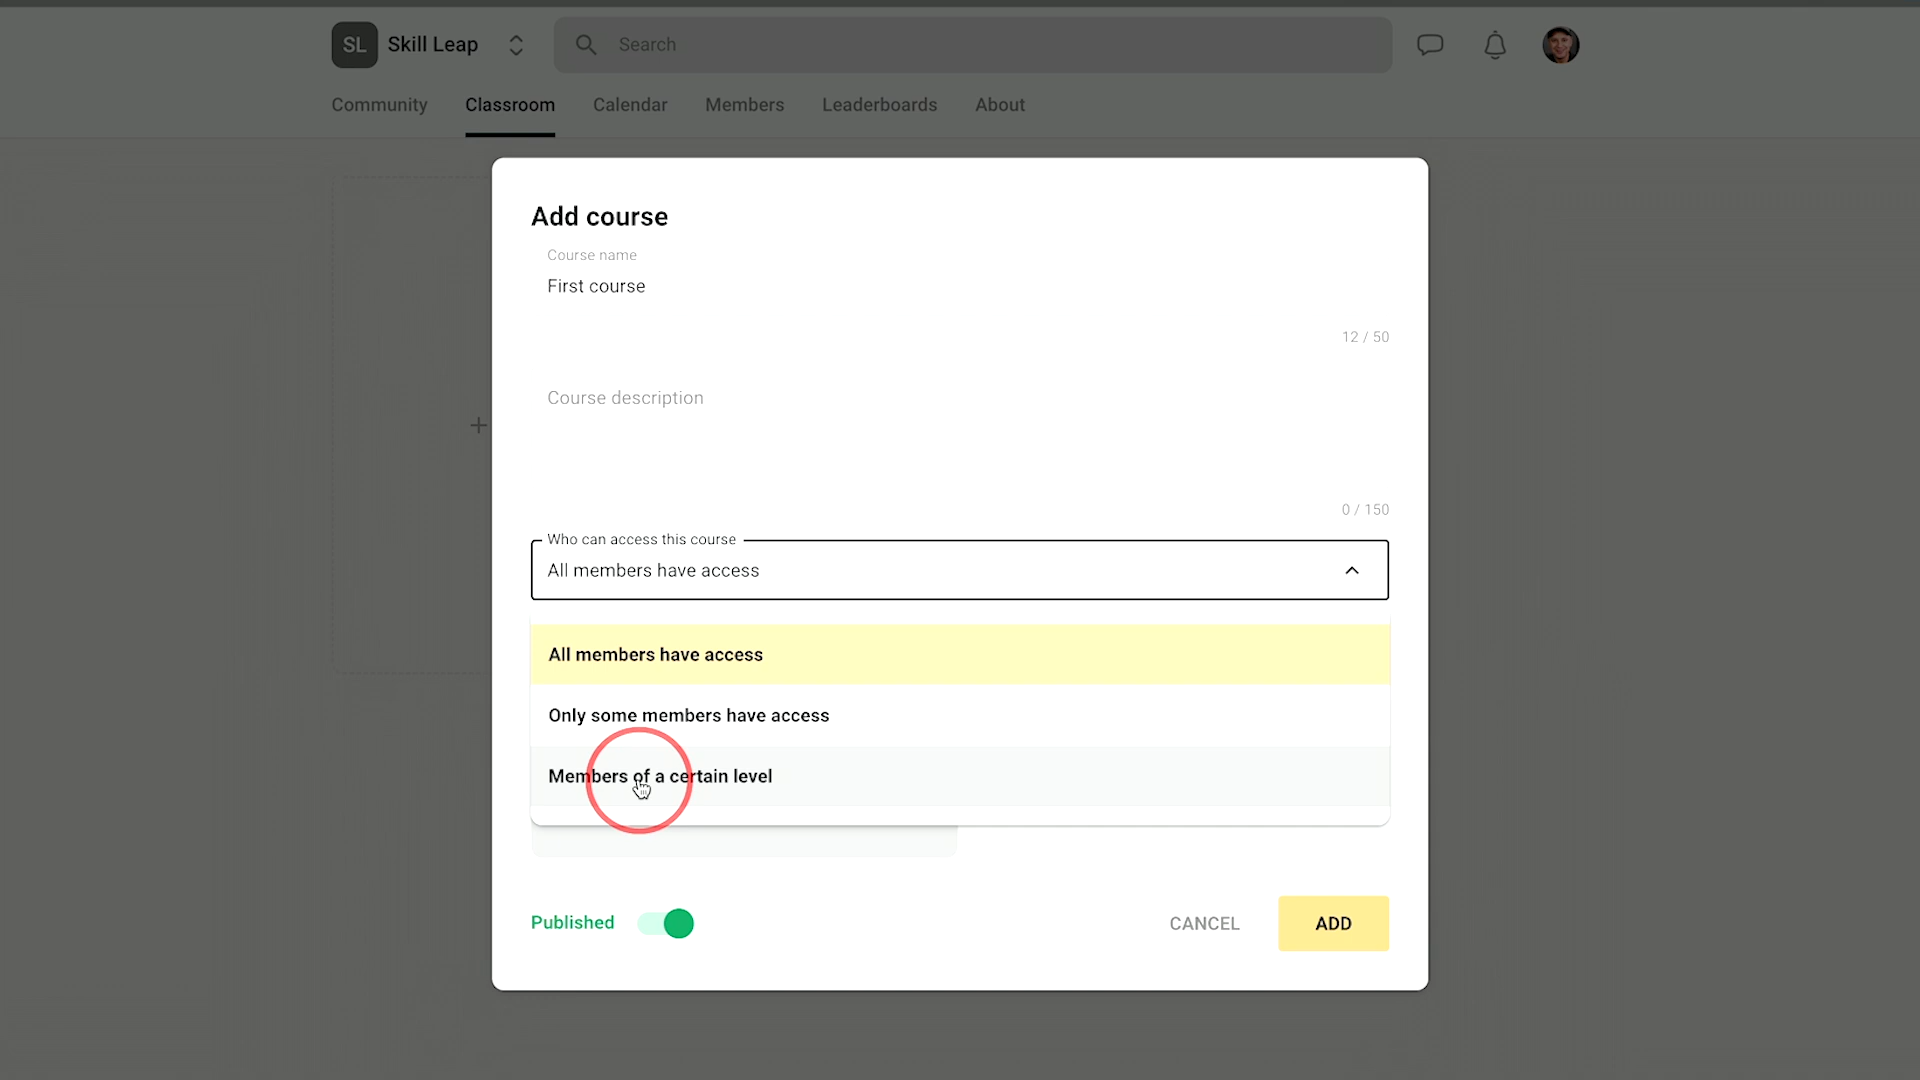 SL Skill Leap
Search
Community Classroom Calendar Members Leaderboards About
Add course
Course name
First course
12 / 50
Course description
0 / 150
Who can access this course
All members have access
All members have access
Only some members have access
Members of a certain level
Published
CANCEL
ADD